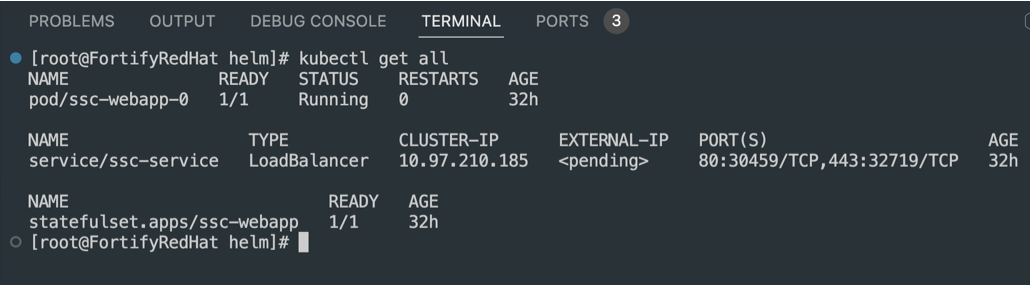 PROBLEMS OUTPUT DEBUG CONSOLE TERMINAL PORTS 3
[root@FortifyRedHat helm]# kubectl get all
NAME READY STATUS RESTARTS AGE
pod/ssc-webapp-0 1/1 Running 0 32h
NAME TYPE CLUSTER-IP EXTERNAL-IP PORT(S) AGE
service/ssc-service LoadBalancer 10.97.210.185 <pending> 80:30459/TCP,443:32719/TCP 32h
NAME READY AGE
statefulset.apps/ssc-webapp 1/1 32h
[root@FortifyRedHat helm]#